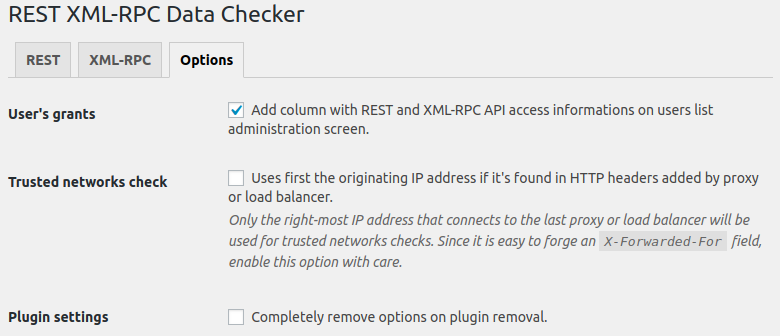 REST XML-RPC Data Checker
REST
XML-RPC
Options
User's grants
Add column with REST and XML-RPC API access informations on users list
administration screen.
Trusted networks check
Uses first the originating IP address if it's found in HTTP headers added by proxy
or load balancer.
Only the right-most IP address that connects to the last proxy or load balancer will be
used for trusted networks checks. Since it is easy to forge an X-Forwarded-For field,
enable this option with care.
Plugin settings
Completely remove options on plugin removal.